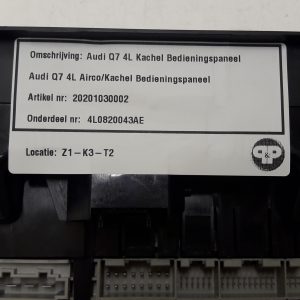 Omschrijving: Audi Q7 4L Kachel Bedieningspaneel
Audi Q7 4L Airco/Kachel Bedieningspaneel
Artikel nr: 20201030002
Onderdeel nr: 4L0820043AE
Locatie: Z1-K3-T2
P&P